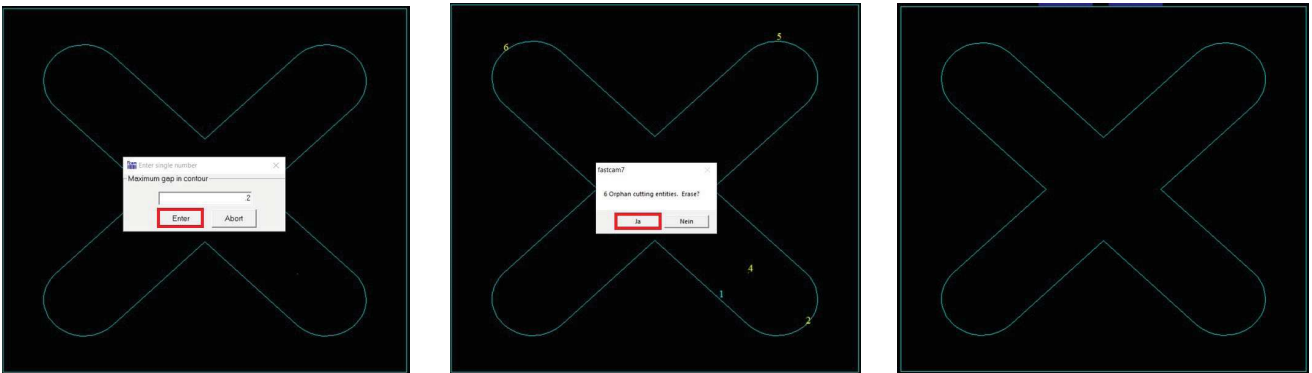 Enter single number
Maximum gap in contour
2
Enter
Abort
6
5
fastcam7
6 Orphan cutting entities. Erase?
Ja
Nein
4
1
2